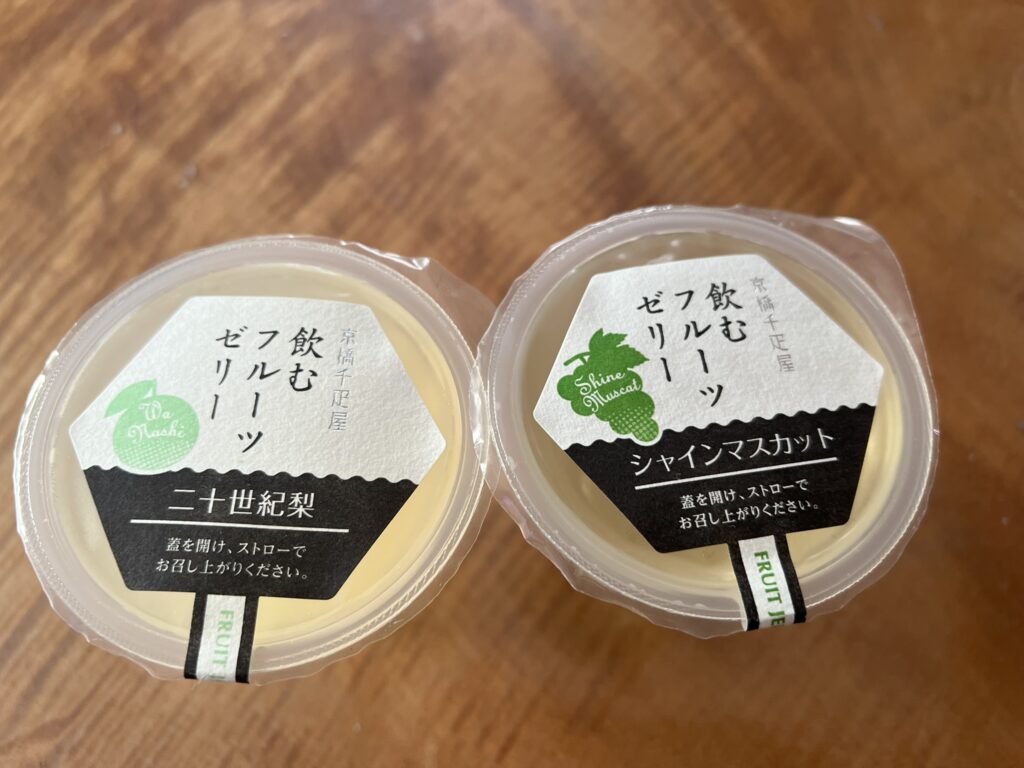 京橋千疋屋
飲む
フルーツ
ゼリー
Wa
Nashi
二十世紀梨
蓋を開け、ストローで
お召し上がりください。
FRUIT J
京橋千疋屋
飲む
フルーツ
ゼリー
Shine
Muscat
シャインマスカット
蓋を開け、ストローで
お召し上がりください。
FRUIT JE